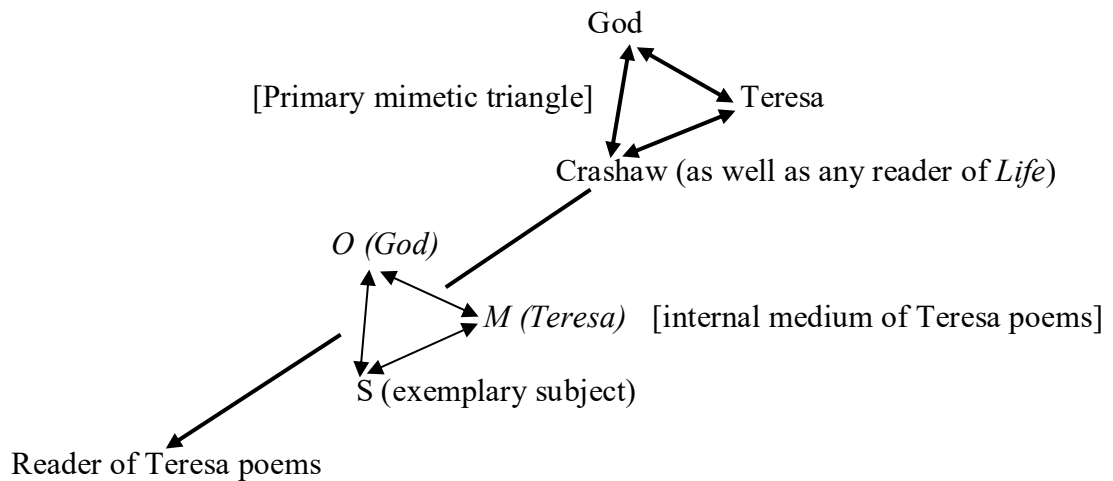 God
[Primary mimetic triangle]
Teresa
Crashaw (as well as any reader of Life)
O (God)
M (Teresa) [internal medium of Teresa poems]
S (exemplary subject)
Reader of Teresa poems